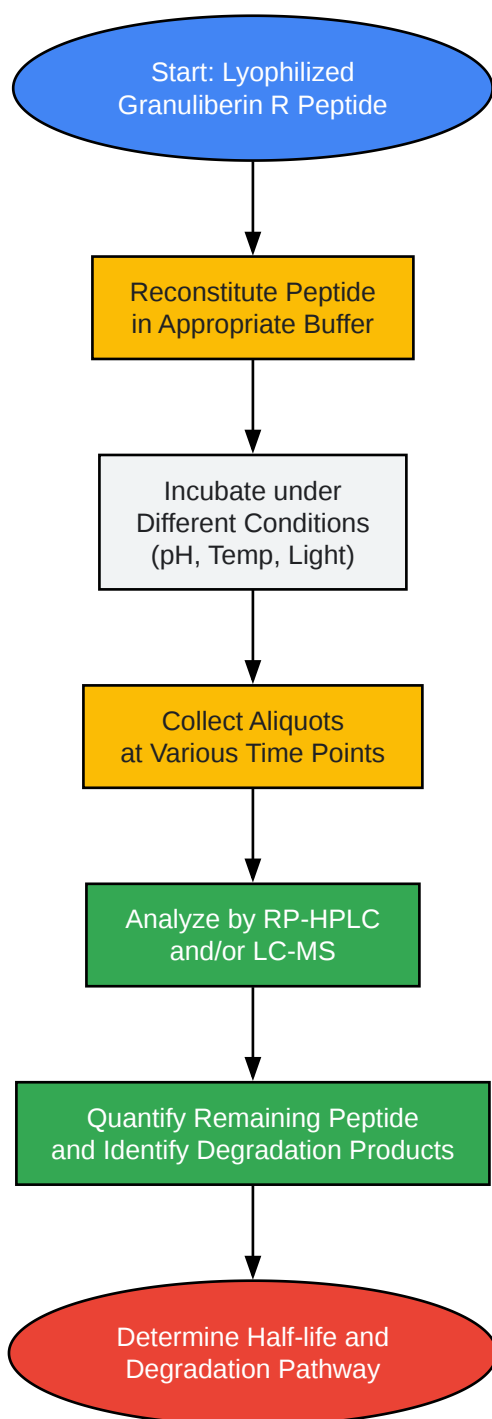 Start: Lyophilized
Granuliberin R Peptide
Reconstitute Peptide
in Appropriate Buffer
Incubate under
Different Conditions
(pH, Temp, Light)
Collect Aliquots
at Various Time Points
Analyze by RP-HPLC
and/or LC-MS
Quantify Remaining Peptide
and Identify Degradation Products
Determine Half-life and
Degradation Pathway